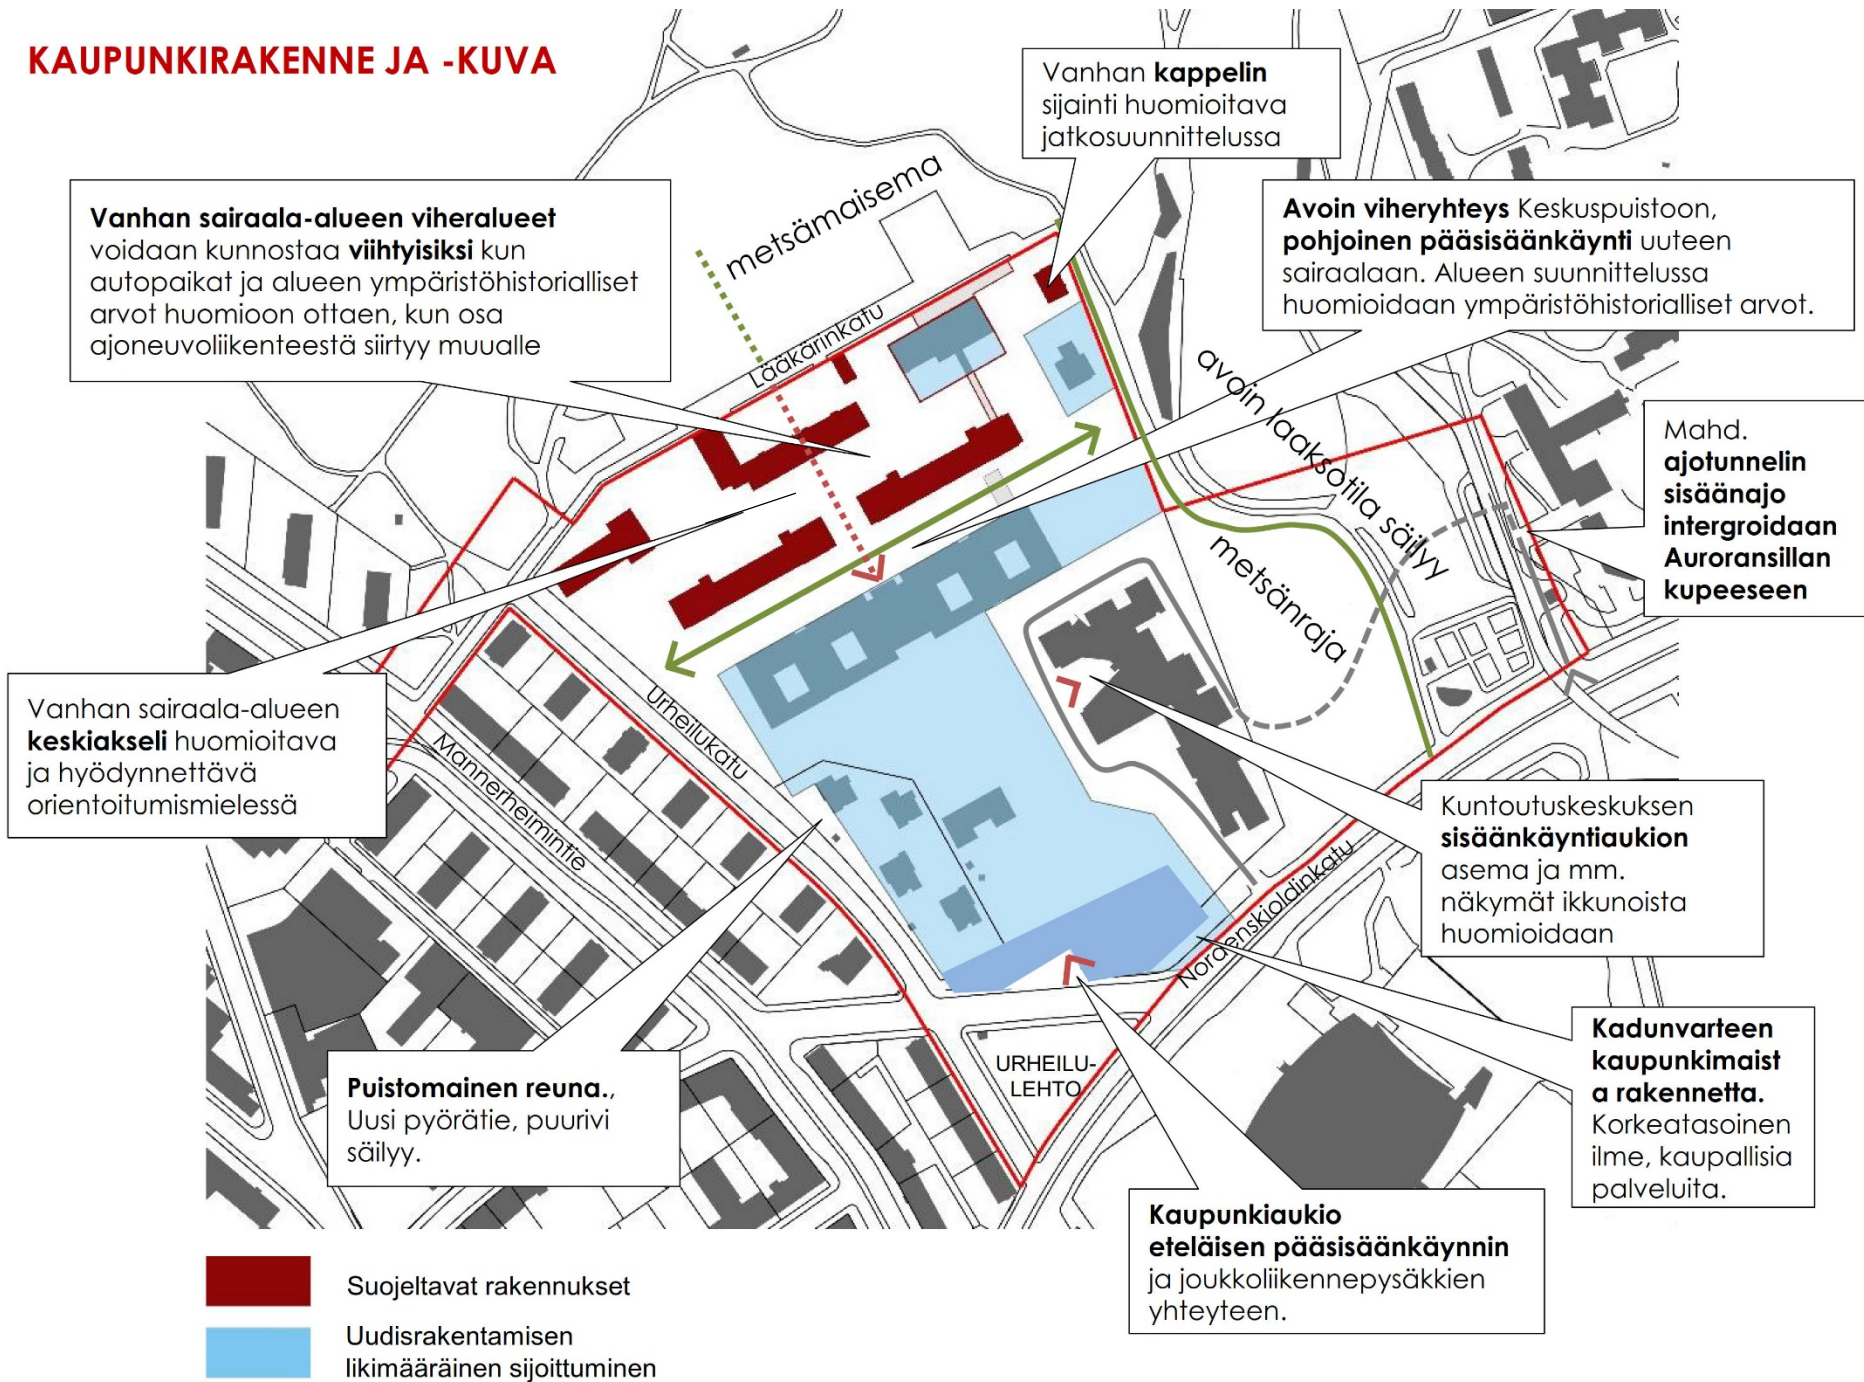 KAUPUNKIRAKENNE JA -KUVA
Vanhan kappelin
sijainti huomioitava
jatkosuunnittelussa
Vanhan sairaala-alueen viheralueet
voidaan kunnostaa viihtyisiksi kun
autopaikat ja alueen ympäristöhistorialliset
arvot huomioon ottaen, kun osa
ajoneuvoliikenteestä siirtyy muualle
metsämaisema
Avoin viheryhteys Keskuspuistoon,
pohjoinen pääsisäänkäynti uuteen
sairaalaan. Alueen suunnittelussa
huomioidaan ympäristöhistorialliset arvot.
Lääkärinkatu
avoin laaksotila säilyy
metsänraja
Mahd.
ajotunnelin
sisäänajo
intergroidaan
Auroransillan
kupeeseen
Vanhan sairaala-alueen
keskiakseli huomioitava
ja hyödynnettävä
orientoitumismielessä
Urheilukatu
Mannerheimintie
Kuntoutuskeskuksen
sisäänkäyntiaukion
asema ja mm.
näkymät ikkunoista
huomioidaan
Nordenskioldinkatu
Puistomainen reuna.,
Uusi pyörätie, puurivi
säilyy.
URHEILU-
LEHTO
Kadunvarteen
kaupunkimaist
a rakennetta.
Korkeatasoinen
ilme, kaupallisia
palveluita.
Kaupunkiaukio
eteläisen pääsisäänkäynnin
ja joukkoliikennepysäkkien
yhteyteen.
Suojeltavat rakennukset
Uudisrakentamisen
likimääräinen sijoittuminen